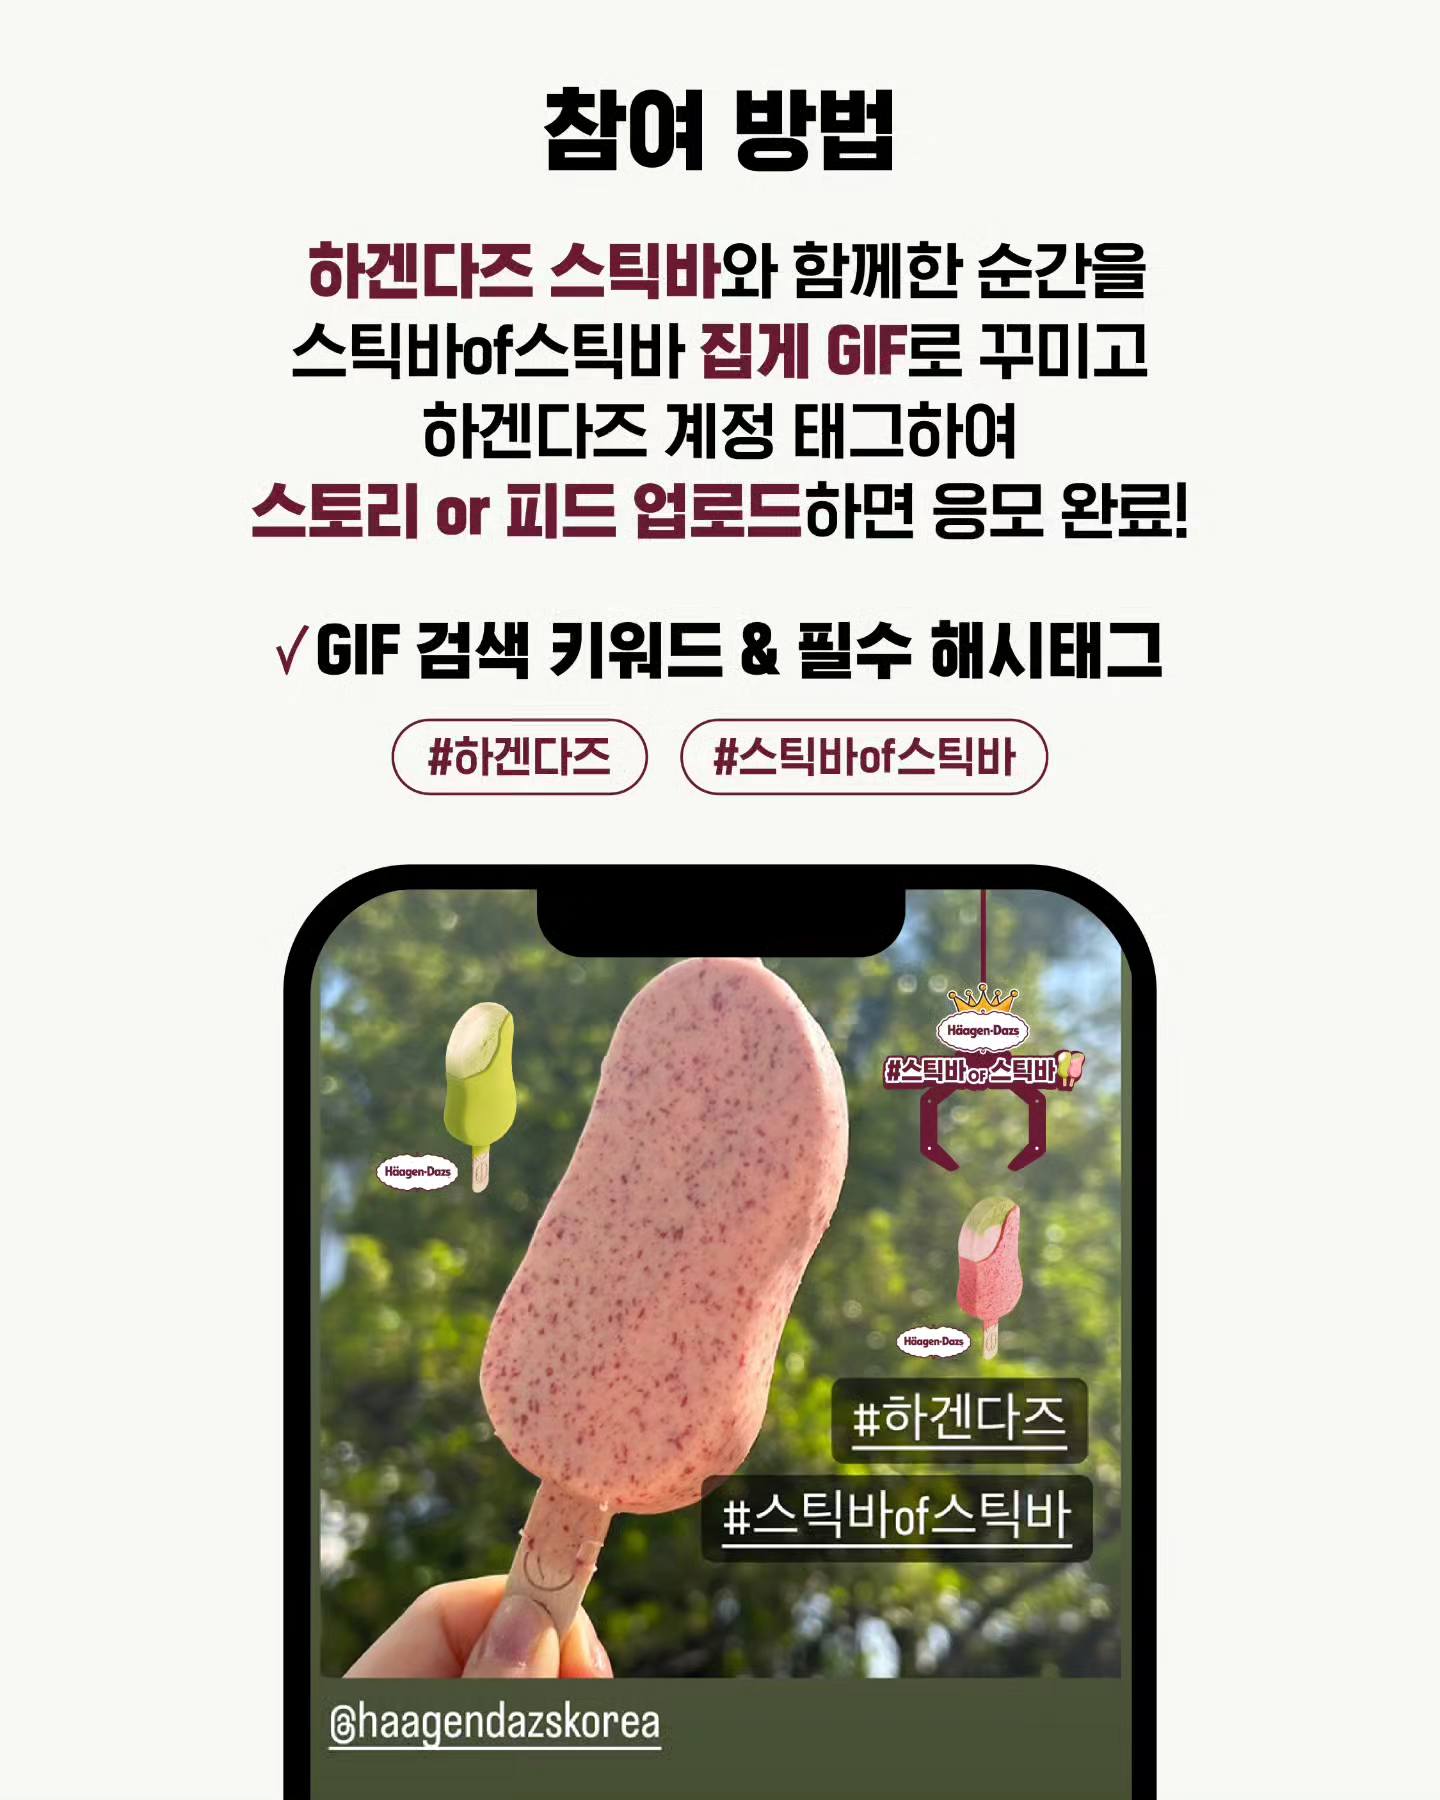 참여 방법
하겐다즈 스틱바와 함께한 순간을
스틱바of스틱바 집게 GIF로 꾸미고
하겐다즈 계정 태그하여
스토리 or 피드 업로드하면 응모 완료!
✓GIF 검색 키워드 & 필수 해시태그
#하겐다즈 #스틱바of스틱바
Häagen-Dazs
#스틱바OF스틱바
Häagen-Dazs
Häagen-Dazs
#하겐다즈
#스틱바of스틱바
@haagendazskorea